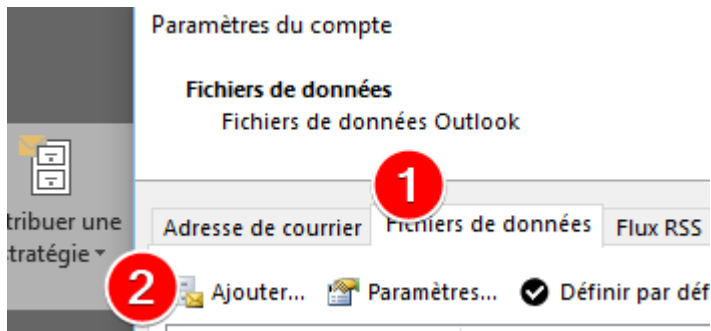 Paramètres du compte
Fichiers de données
Fichiers de données Outlook
1
tribuer une
tratégie
Adresse de courrier Fichiers de données Flux RSS
2 Ajouter... Paramètres... Définir par déf